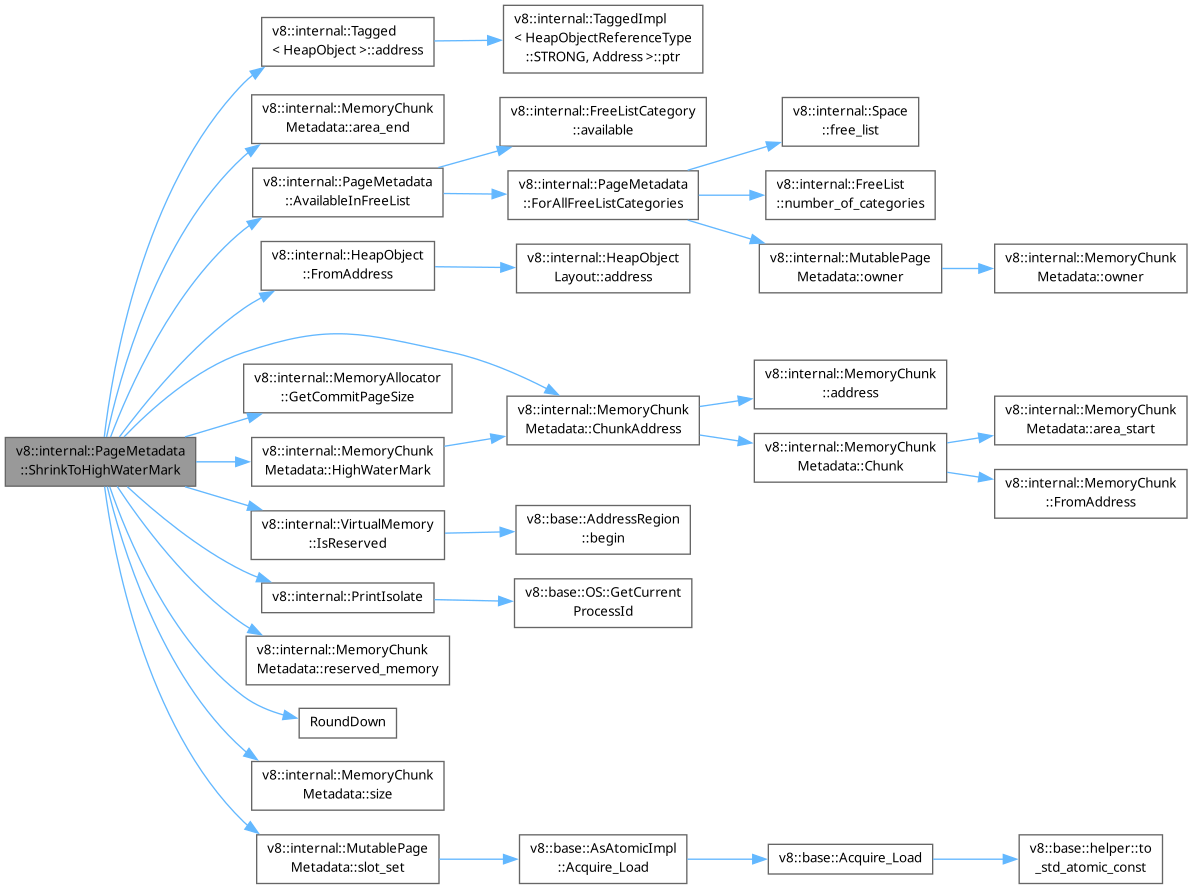 v8::internal::PageMetadata
::ShrinkToHighWaterMark
v8::internal::Tagged
< HeapObject >::address
v8::internal::TaggedImpl
< HeapObjectReferenceType
::STRONG, Address >::ptr
v8::internal::MemoryChunk
Metadata::area_end
v8::internal::PageMetadata
::AvailableInFreeList
v8::internal::FreeListCategory
::available
v8::internal::PageMetadata
::ForAllFreeListCategories
v8::internal::Space
::free_list
v8::internal::FreeList
::number_of_categories
v8::internal::MutablePage
Metadata::owner
v8::internal::MemoryChunk
Metadata::owner
v8::internal::HeapObject
::FromAddress
v8::internal::HeapObject
Layout::address
v8::internal::MemoryAllocator
::GetCommitPageSize
v8::internal::MemoryChunk
Metadata::HighWaterMark
v8::internal::MemoryChunk
Metadata::ChunkAddress
v8::internal::MemoryChunk
::address
v8::internal::MemoryChunk
Metadata::Chunk
v8::internal::MemoryChunk
Metadata::area_start
v8::internal::MemoryChunk
::FromAddress
v8::internal::VirtualMemory
::IsReserved
v8::base::AddressRegion
::begin
v8::internal::PrintIsolate
v8::base::OS::GetCurrent
ProcessId
v8::internal::MemoryChunk
Metadata::reserved_memory
RoundDown
v8::internal::MemoryChunk
Metadata::size
v8::internal::MutablePage
Metadata::slot_set
v8::base::AsAtomicImpl
::Acquire_Load
v8::base::Acquire_Load
v8::base::helper::to
_std_atomic_const